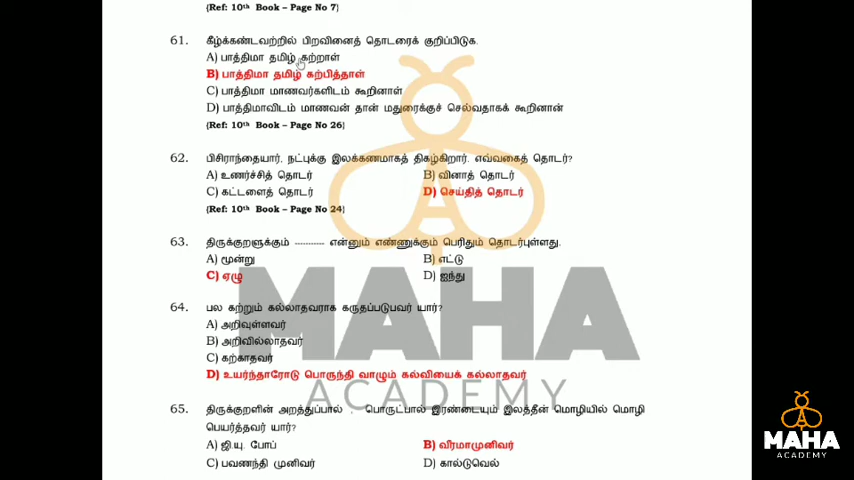 {Ref: 10th Book – Page No 7}
61. கீழ்க்கண்டவற்றில் பிறவினைத் தொடரைக் குறிப்பிடுக.
A) பாத்திமா தமிழ் கற்றாள்
B) பாத்திமா தமிழ் கற்பித்தாள்
C) பாத்திமா மாணவர்களிடம் கூறினாள்
D) பாத்திமாவிடம் மாணவன் தான் மதுரைக்குச் செல்வதாகக் கூறினான்
{Ref: 10th Book – Page No 26}
62. பிசிராந்தையார், நட்புக்கு இலக்கணமாகத் திகழ்கிறார். எவ்வகைத் தொடர்?
A) உணர்ச்சித் தொடர் B) வினாத் தொடர்
C) கட்டளைத் தொடர் D) செய்தித் தொடர்
{Ref: 10th Book – Page No 24}
63. திருக்குறளுக்கும் ---------- என்னும் எண்ணுக்கும் பெரிதும் தொடர்புள்ளது.
A) மூன்று B) எட்டு
C) ஏழு D) ஐந்து
64. பல கற்றும் கல்லாதவராக கருதப்படுபவர் யார்?
A) அறிவுள்ளவர்
B) அறிவில்லாதவர்
C) கற்காதவர்
D) உயர்ந்தாரோடு பொருந்தி வாழும் கல்வியைக் கல்லாதவர்
65. திருக்குறளின் அறத்துப்பால் , பொருட்பால் இரண்டையும் இலத்தீன் மொழியில் மொழி
பெயர்த்தவர் யார்?
A) ஜி.யு. போப் B) வீரமாமுனிவர்
C) பவணந்தி முனிவர் D) கால்டுவெல்
MAHA
ACADEMY
MAHA
ACADEMY